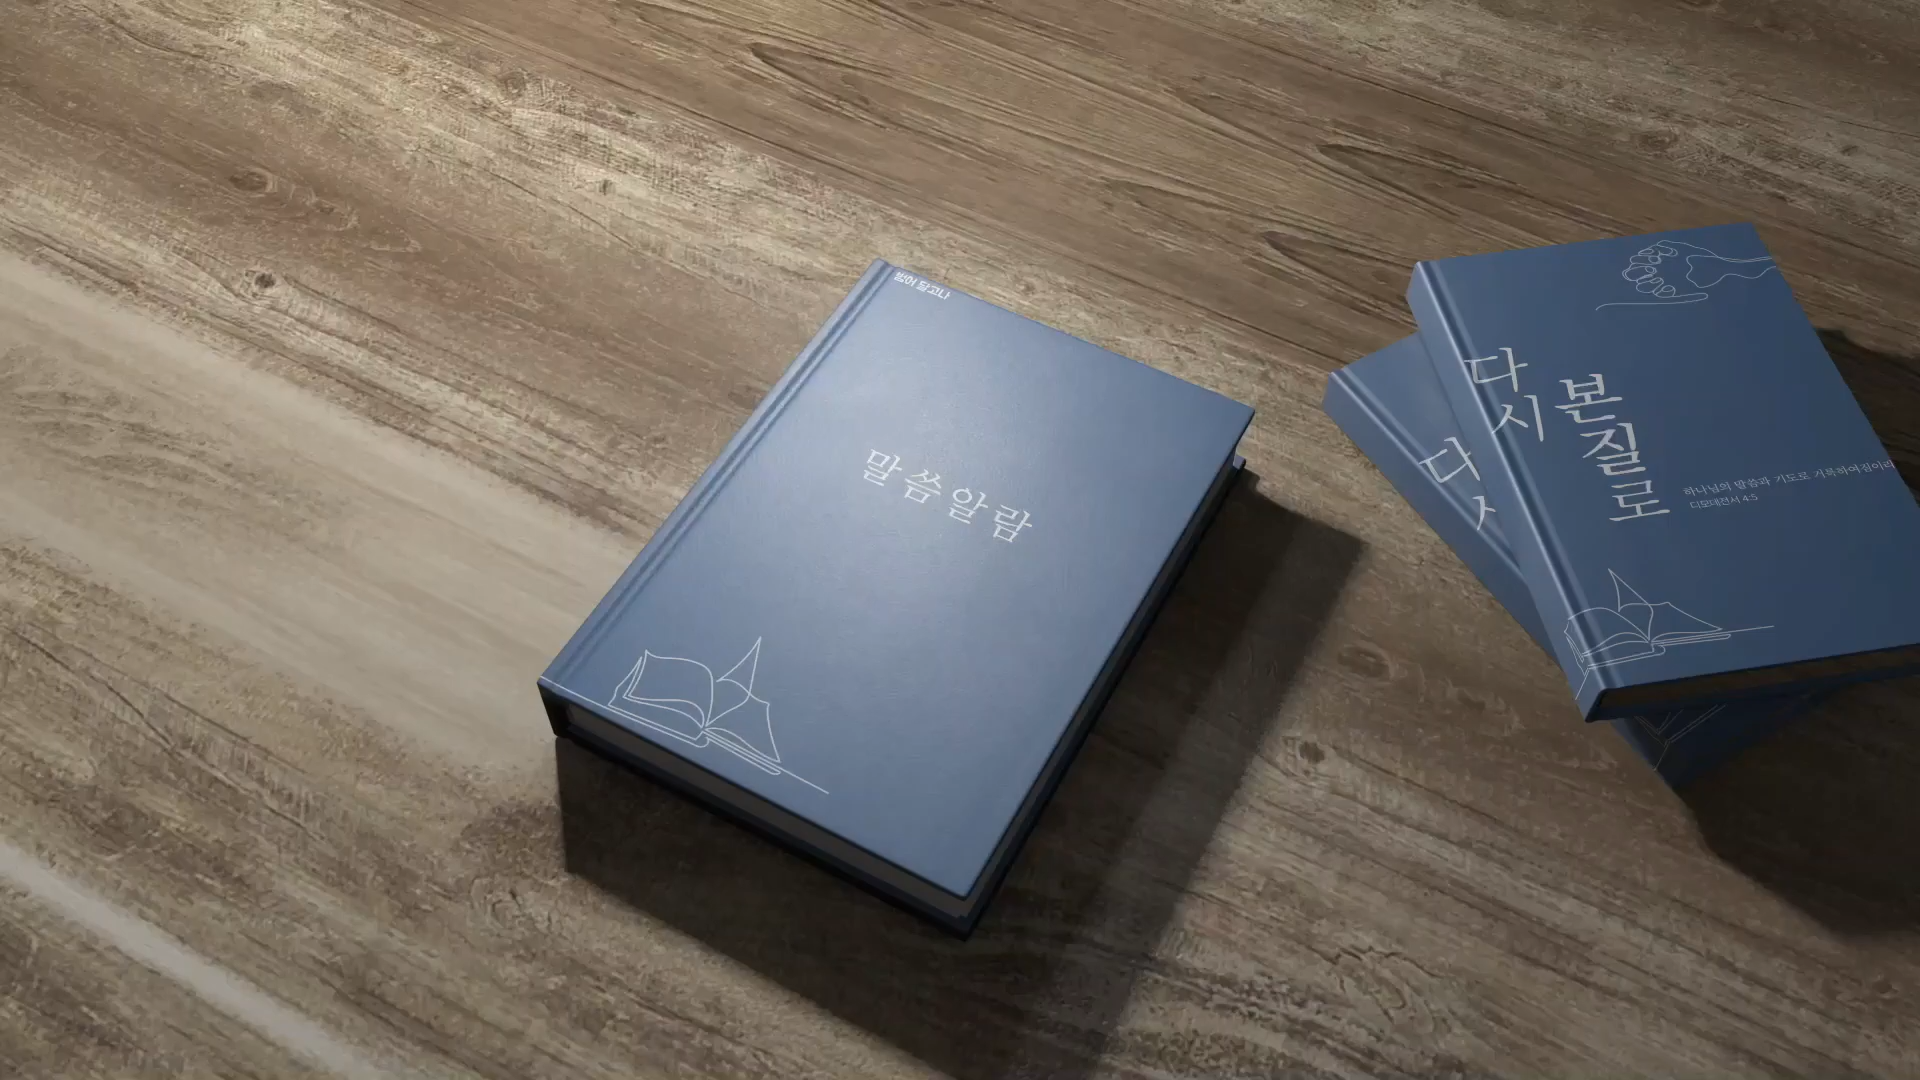 말씀알람
다시
본질로
하나님의 말씀과 기도로 거룩하여짐이라
디모데전서 4:5
다